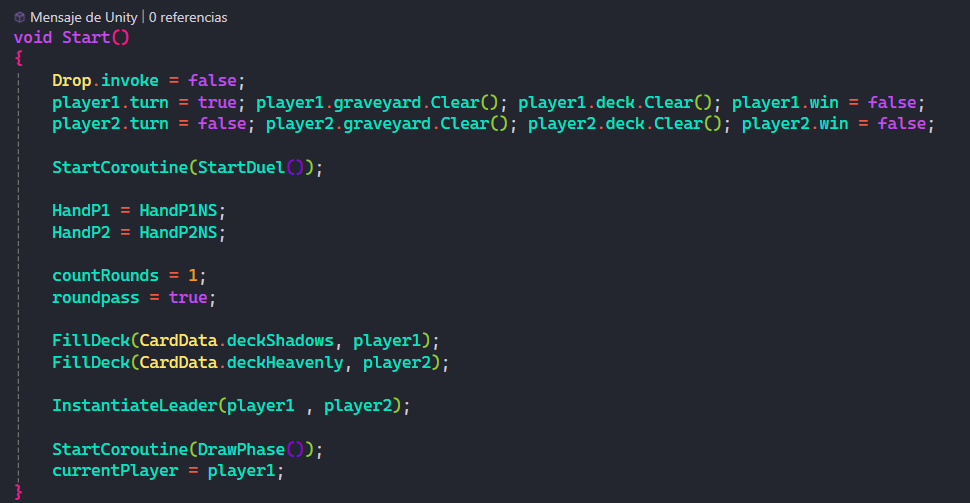 Mensaje de Unity | 0 referencias
void Start()
{
Drop.invoke = false;
player1.turn = true; player1.graveyard.Clear(); player1.deck.Clear(); player1.win = false;
player2.turn = false; player2.graveyard.Clear(); player2.deck.Clear(); player2.win = false;
StartCoroutine(StartDuel());
HandP1 = HandP1NS;
HandP2 = HandP2NS;
countRounds = 1;
roundpass = true;
FillDeck(CardData.deckShadows, player1);
FillDeck(CardData.deckHeavenly, player2);
InstantiateLeader(player1 , player2);
StartCoroutine(DrawPhase());
currentPlayer = player1;
}